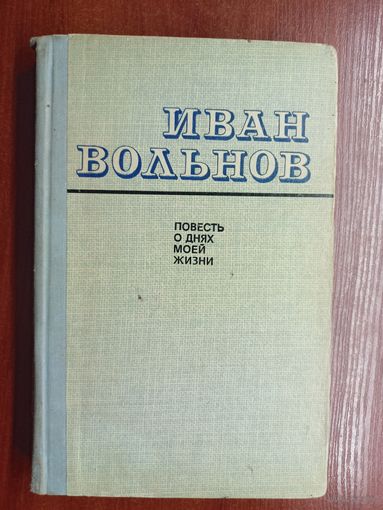 ИВАН
ВОЛЬНОВ
ПОВЕСТЬ
О ДНЯХ
МОЕЙ
ЖИЗНИ